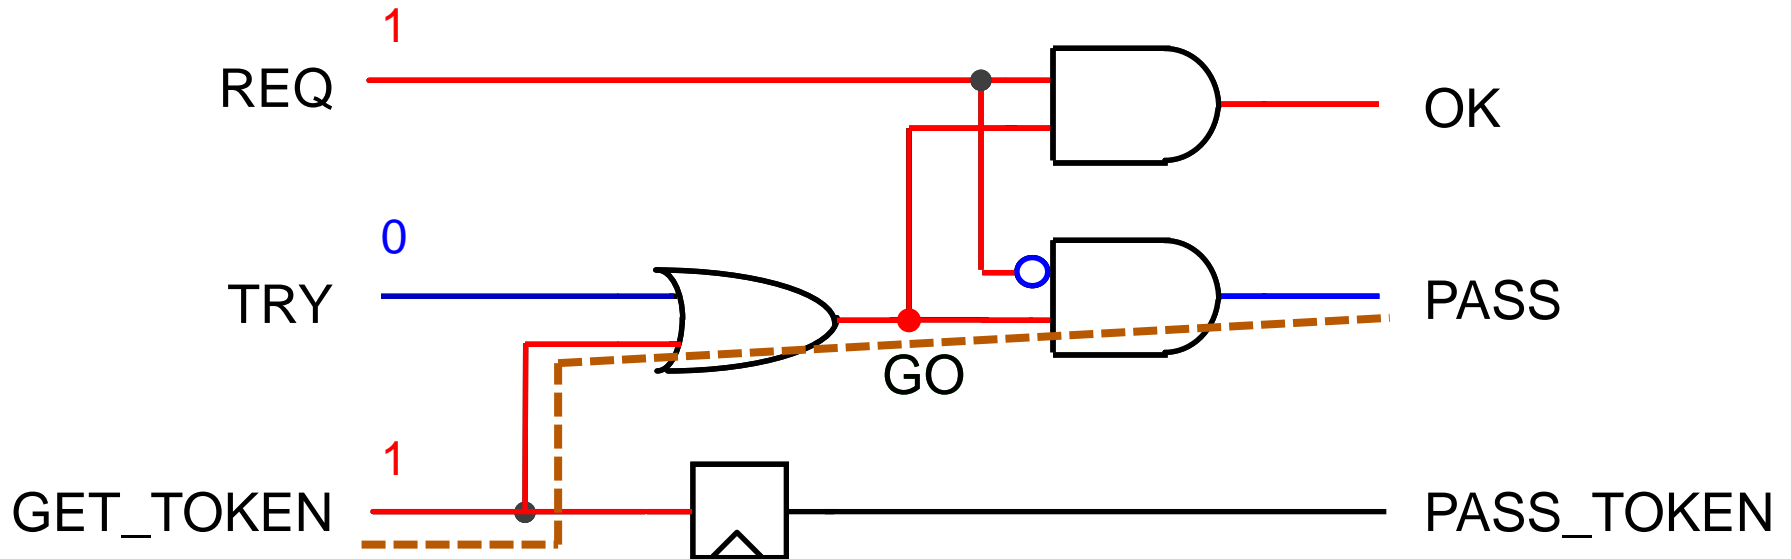 1
REQ
OK
0
TRY
PASS
GO
1
GET_TOKEN
PASS_TOKEN